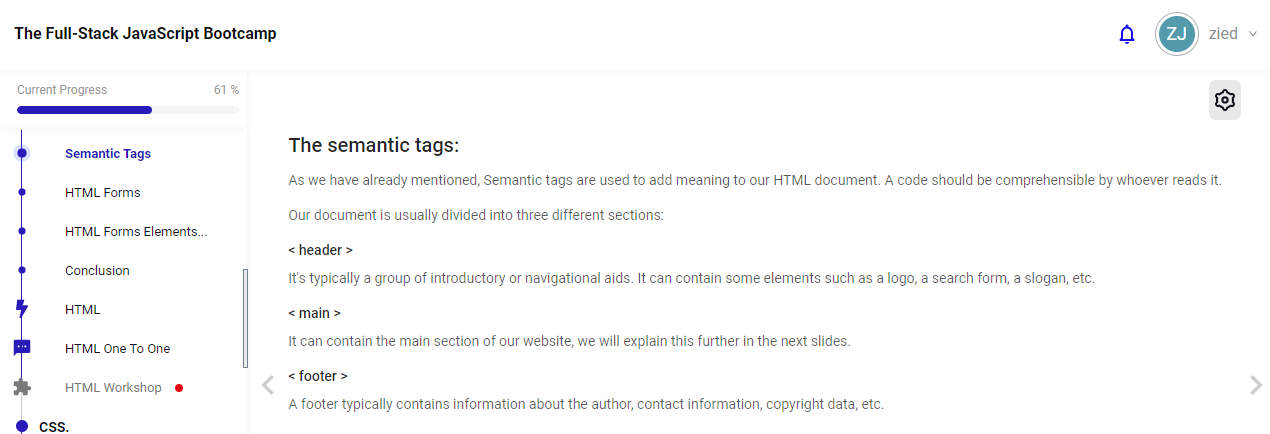 The Full-Stack JavaScript Bootcamp
ZJ
zied
Current Progress
61 %
Semantic Tags
HTML Forms
HTML Forms Elements...
Conclusion
HTML
HTML One To One
HTML Workshop
CSS.
The semantic tags:
As we have already mentioned, Semantic tags are used to add meaning to our HTML document. A code should be comprehensible by whoever reads it.
Our document is usually divided into three different sections:
< header >
It's typically a group of introductory or navigational aids. It can contain some elements such as a logo, a search form, a slogan, etc.
< main >
It can contain the main section of our website, we will explain this further in the next slides.
< footer >
A footer typically contains information about the author, contact information, copyright data, etc.